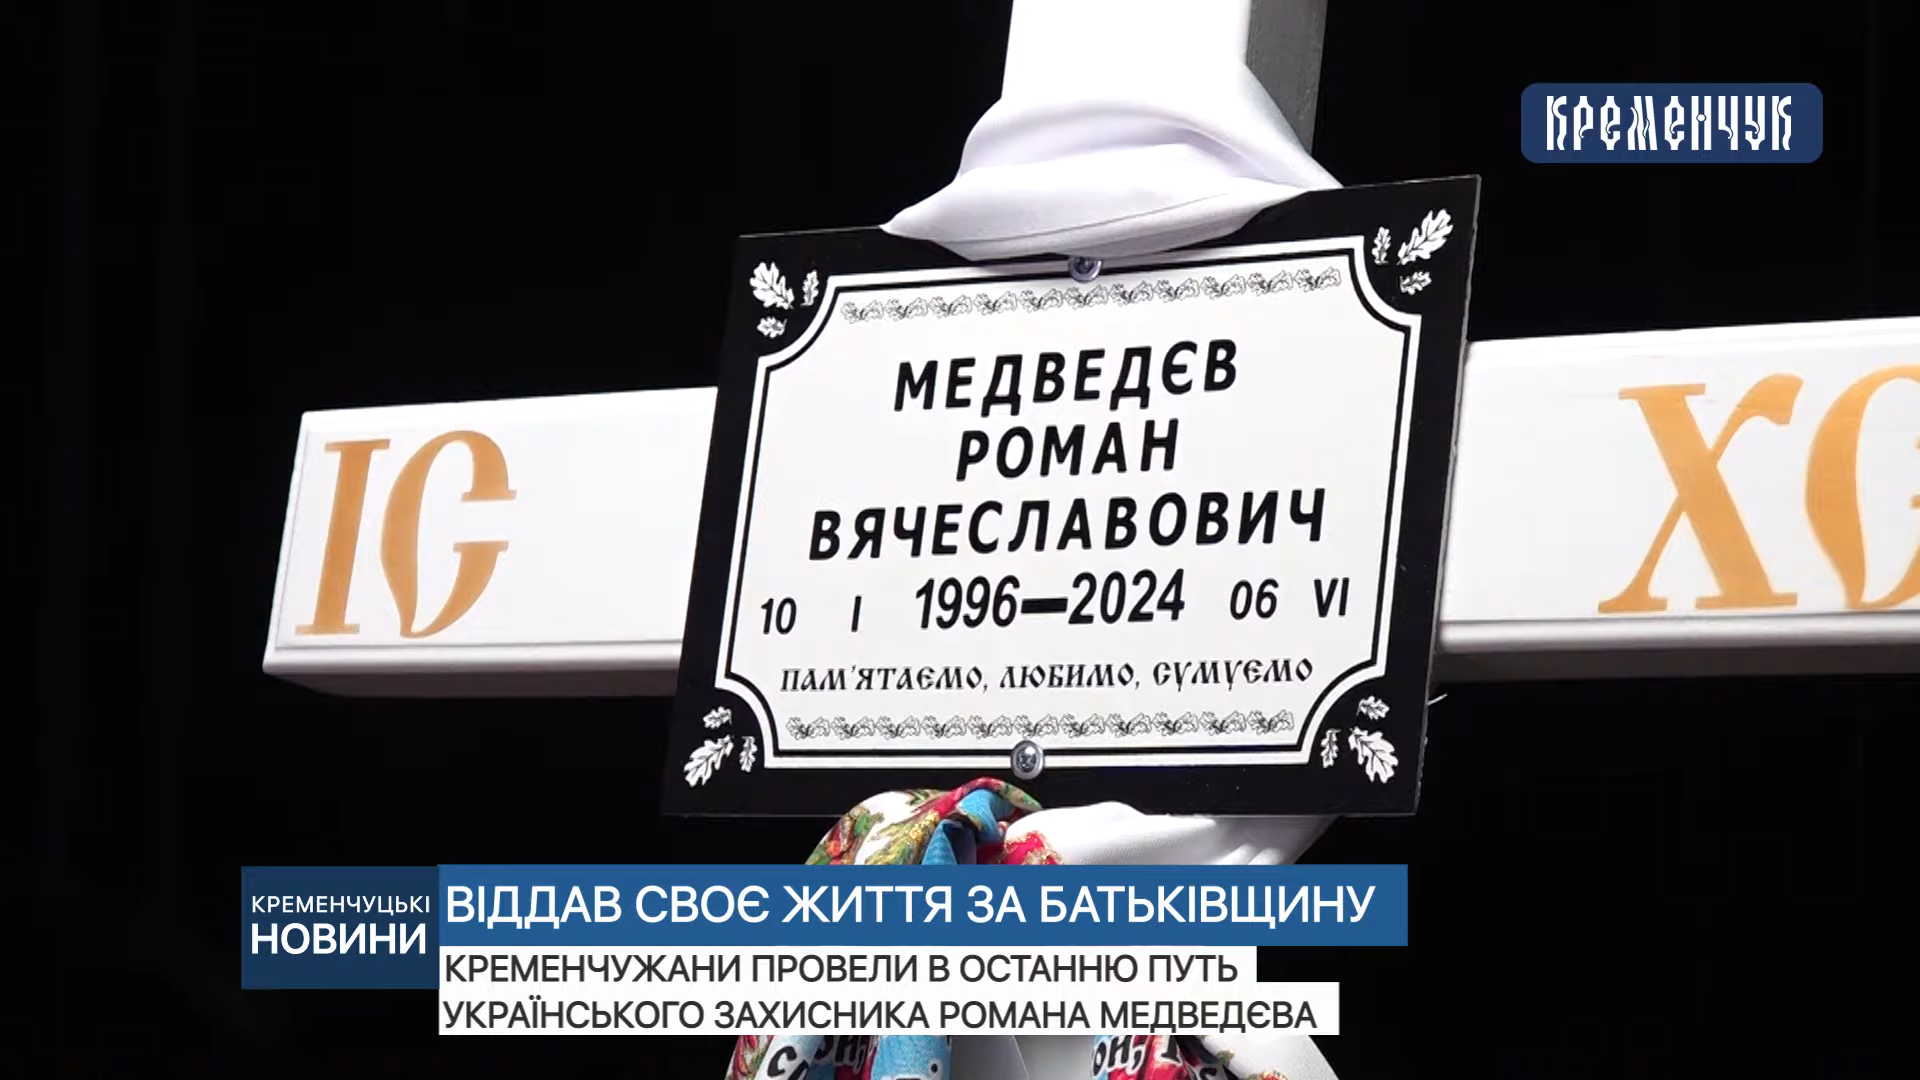 КРЕМЕНЧУК
ІС
ХС
МЕДВЕДЄВ
РОМАН
ВЯЧЕСЛАВОВИЧ
10 І 1996—2024 06 VI
ПАМ'ЯТАЄМО, ЛЮБИМО, СУМУЄМО
КРЕМЕНЧУЦЬКІ
НОВИНИ
ВІДДАВ СВОЄ ЖИТТЯ ЗА БАТЬКІВЩИНУ
КРЕМЕНЧУЖАНИ ПРОВЕЛИ В ОСТАННЮ ПУТЬ
УКРАЇНСЬКОГО ЗАХИСНИКА РОМАНА МЕДВЕДЄВА